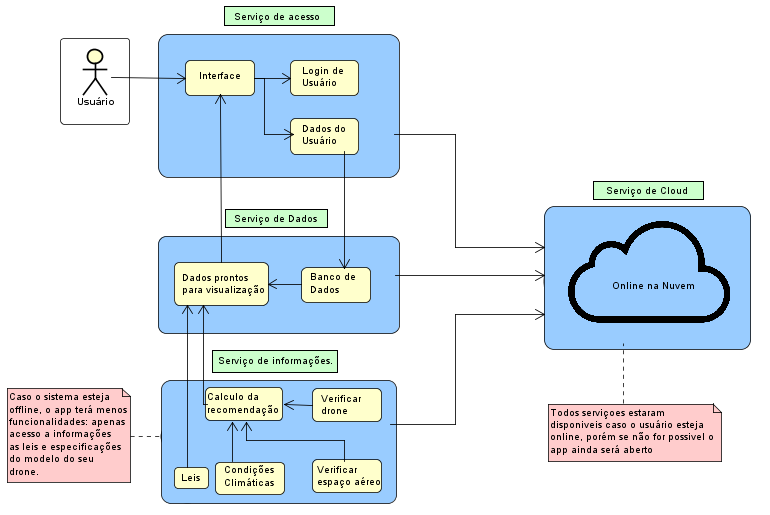 Serviço de acesso
Usuário
Interface
Login de
Usuário
Dados do
Usuário
Serviço de Dados
Dados prontos
para visualização
Banco de
Dados
Serviço de Cloud
Online na Nuvem
Serviço de informações.
Calculo da
recomendação
Verificar
drone
Leis
Condições
Climáticas
Verificar
espaço aéreo
Caso o sistema esteja
offline, o app terá menos
funcionalidades: apenas
acesso a informações
as leis e especificações
do modelo do seu
drone.
Todos serviçoes estaram
disponiveis caso o usuário esteja
online, porém se não for possivel o
app ainda será aberto